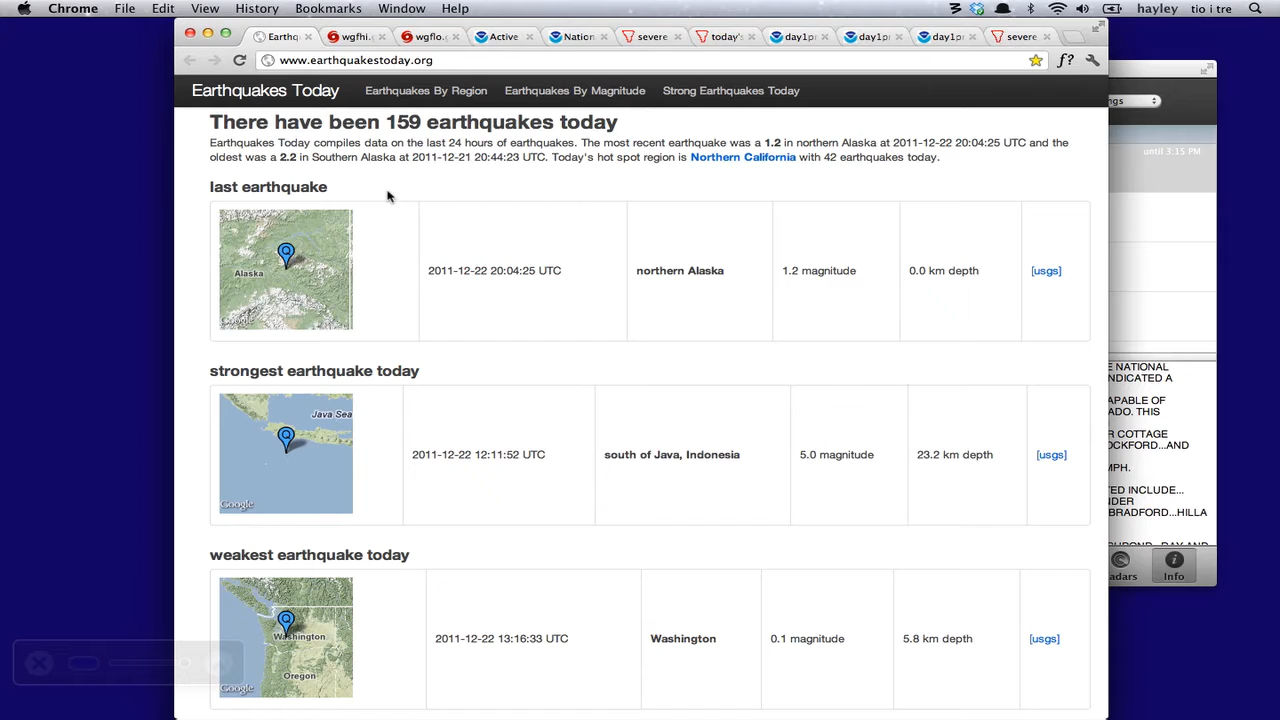 Chrome File Edit View History Bookmarks Window Help hayley tio i tre
Earthq wgfhi.c wgflo.c Active Nation severe today's day1pr day1pr day1pr severe
www.earthquakestoday.org f?
Earthquakes Today Earthquakes By Region Earthquakes By Magnitude Strong Earthquakes Today
ngs
until 3:15 PM
There have been 159 earthquakes today
Earthquakes Today compiles data on the last 24 hours of earthquakes. The most recent earthquake was a 1.2 in northern Alaska at 2011-12-22 20:04:25 UTC and the
oldest was a 2.2 in Southern Alaska at 2011-12-21 20:44:23 UTC. Today's hot spot region is Northern California with 42 earthquakes today.
last earthquake
Alaska
Google
2011-12-22 20:04:25 UTC northern Alaska 1.2 magnitude 0.0 km depth [usgs]
strongest earthquake today
Java Sea
Google
2011-12-22 12:11:52 UTC south of Java, Indonesia 5.0 magnitude 23.2 km depth [usgs]
weakest earthquake today
Washington
Oregon
Google
2011-12-22 13:16:33 UTC Washington 0.1 magnitude 5.8 km depth [usgs]
E NATIONAL
NDICATED A
APABLE OF
ADO. THIS
R COTTAGE
OCKFORD...AND
MPH.
TED INCLUDE...
NDER
BRADFORD...HILLA
adars Info